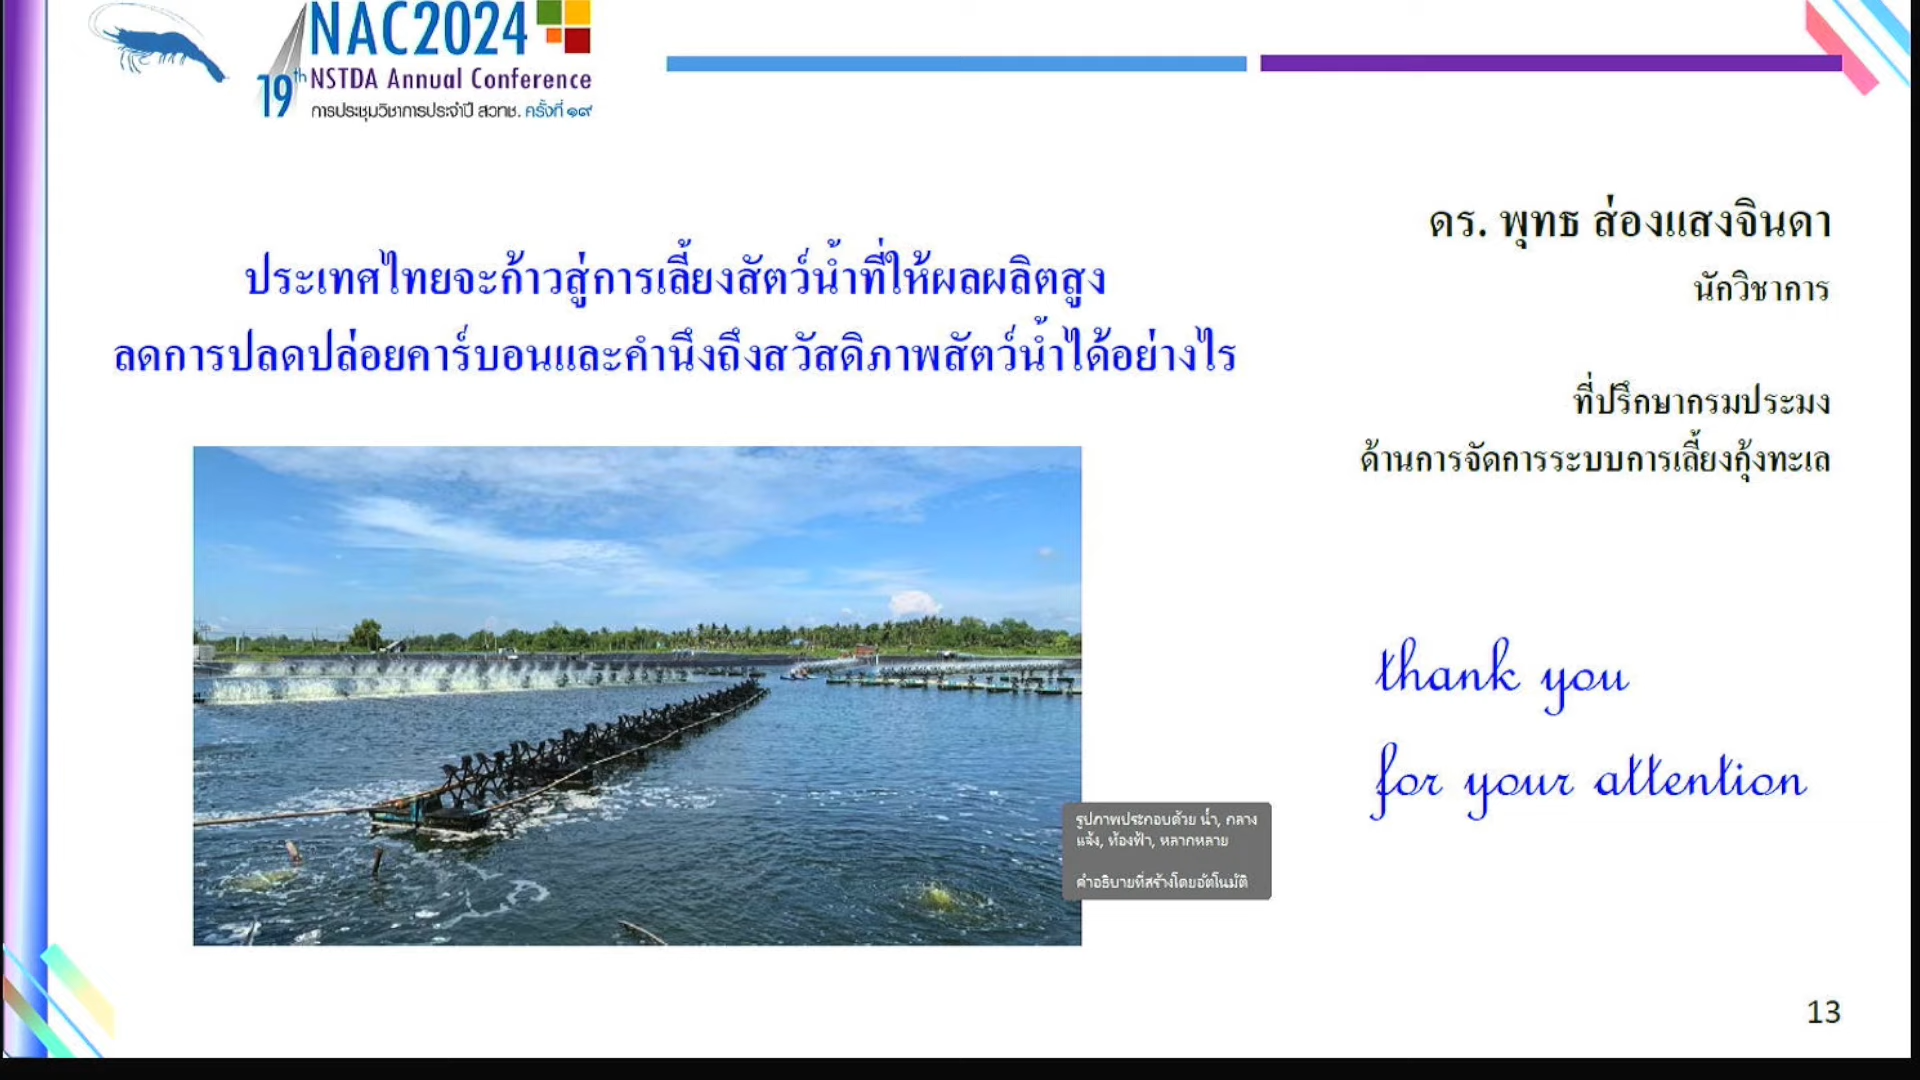 NAC2024
19th NSTDA Annual Conference
การประชุมวิชาการประจำปี สวทช. ครั้งที่ ๑๙
ประเทศไทยจะก้าวสู่การเลี้ยงสัตว์น้ำที่ให้ผลผลิตสูง
ลดการปลดปล่อยคาร์บอนและคำนึงถึงสวัสดิภาพสัตว์น้ำได้อย่างไร
ดร. พุทธ ส่องแสงจินดา
นักวิชาการ
ที่ปรึกษากรมประมง
ด้านการจัดการระบบการเลี้ยงกุ้งทะเล
thank you
for your attention
รูปภาพประกอบด้วย น้ำ, กลาง
แจ้ง, ท้องฟ้า, หลากหลาย
คำอธิบายที่สร้างโดยอัตโนมัติ
13